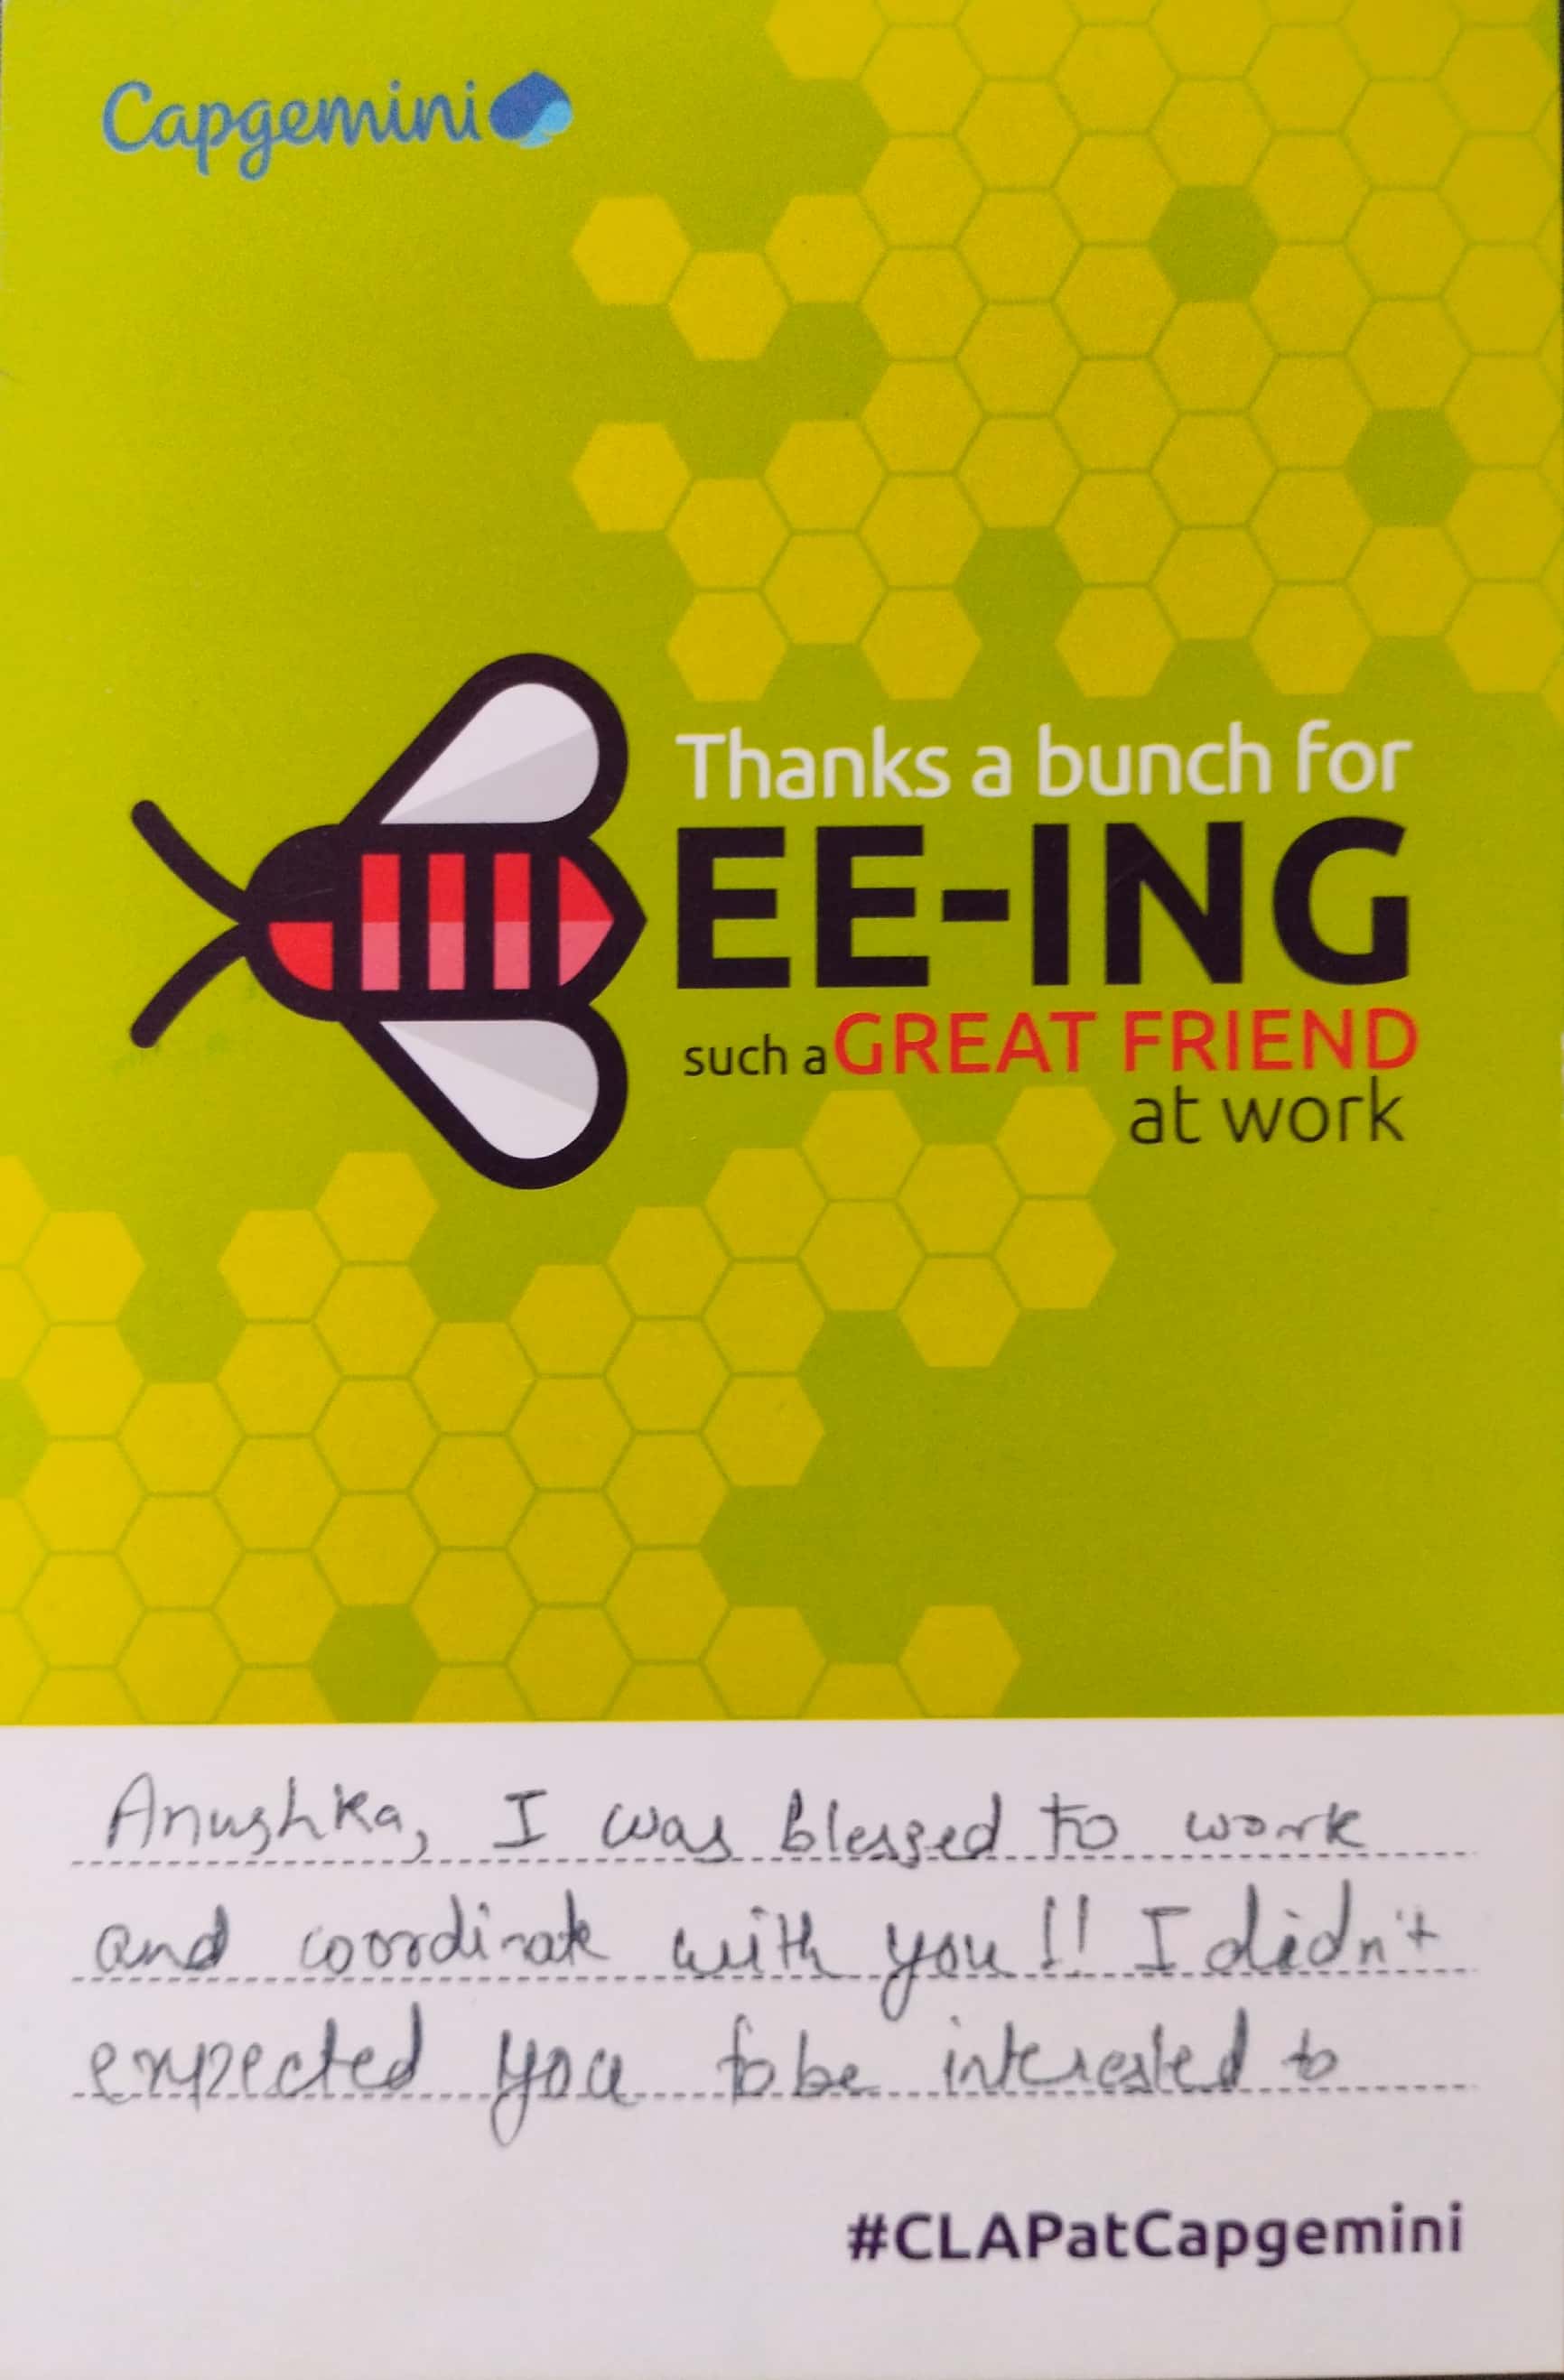 Capgemini
Thanks a bunch for
EE-ING
such a GREAT FRIEND
at work
Anushka, I was blessed to work
and coordinate with you!! I didn't
expected you to be interested to
#CLAPatCapgemini